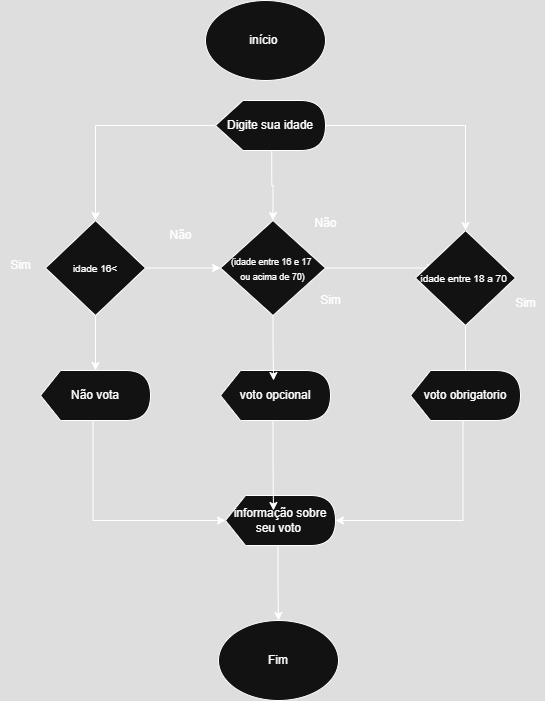 início
Digite sua idade
Não
Não
Sim
idade 16<
(idade entre 16 e 17
ou acima de 70)
idade entre 18 a 70
Sim
Sim
Não vota
voto opcional
voto obrigatorio
informação sobre
seu voto
Fim